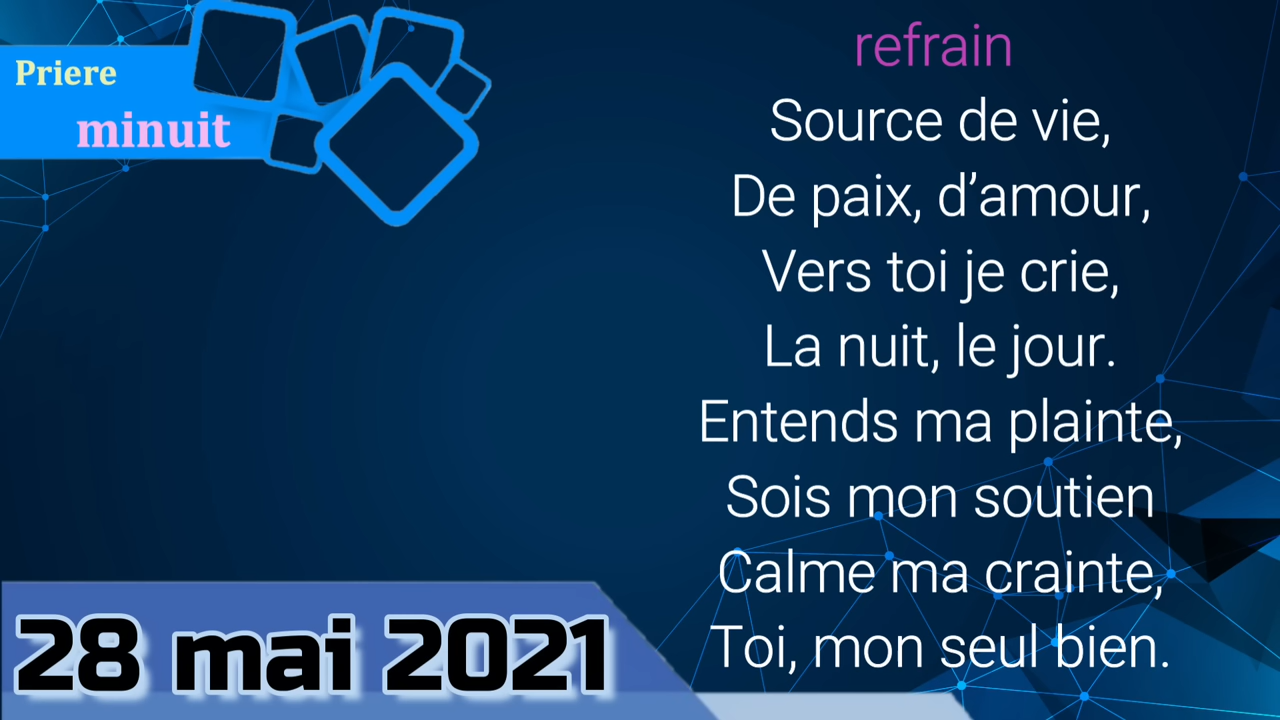 Priere
minuit
refrain
Source de vie,
De paix, d’amour,
Vers toi je crie,
La nuit, le jour.
Entends ma plainte,
Sois mon soutien
Calme ma crainte,
Toi, mon seul bien.
28 mai 2021